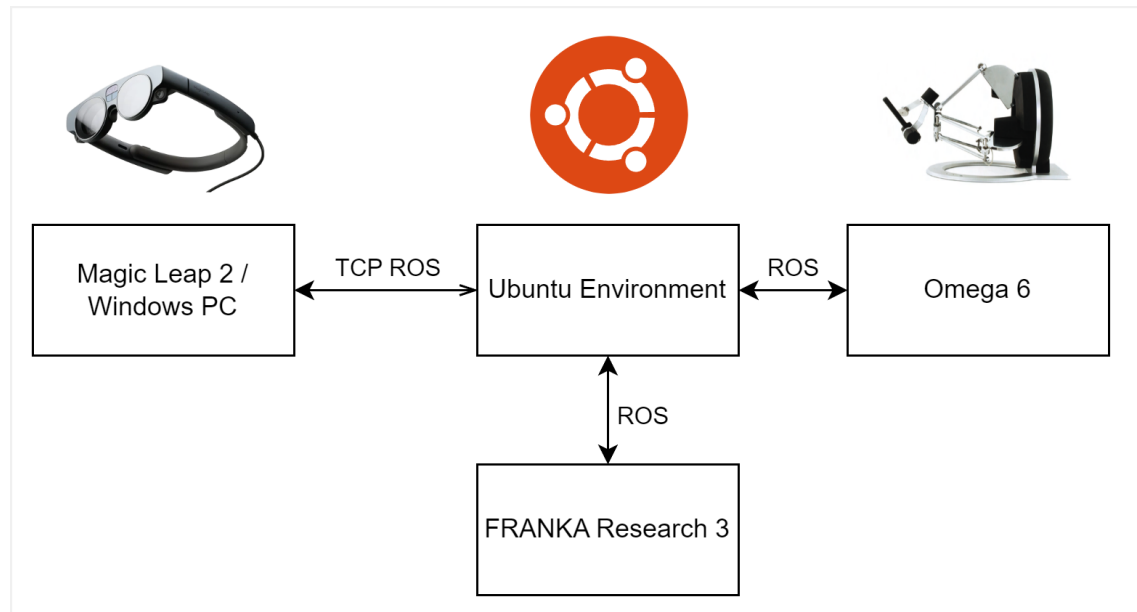 Magic Leap 2 /
Windows PC
TCP ROS
Ubuntu Environment
ROS
Omega 6
ROS
FRANKA Research 3